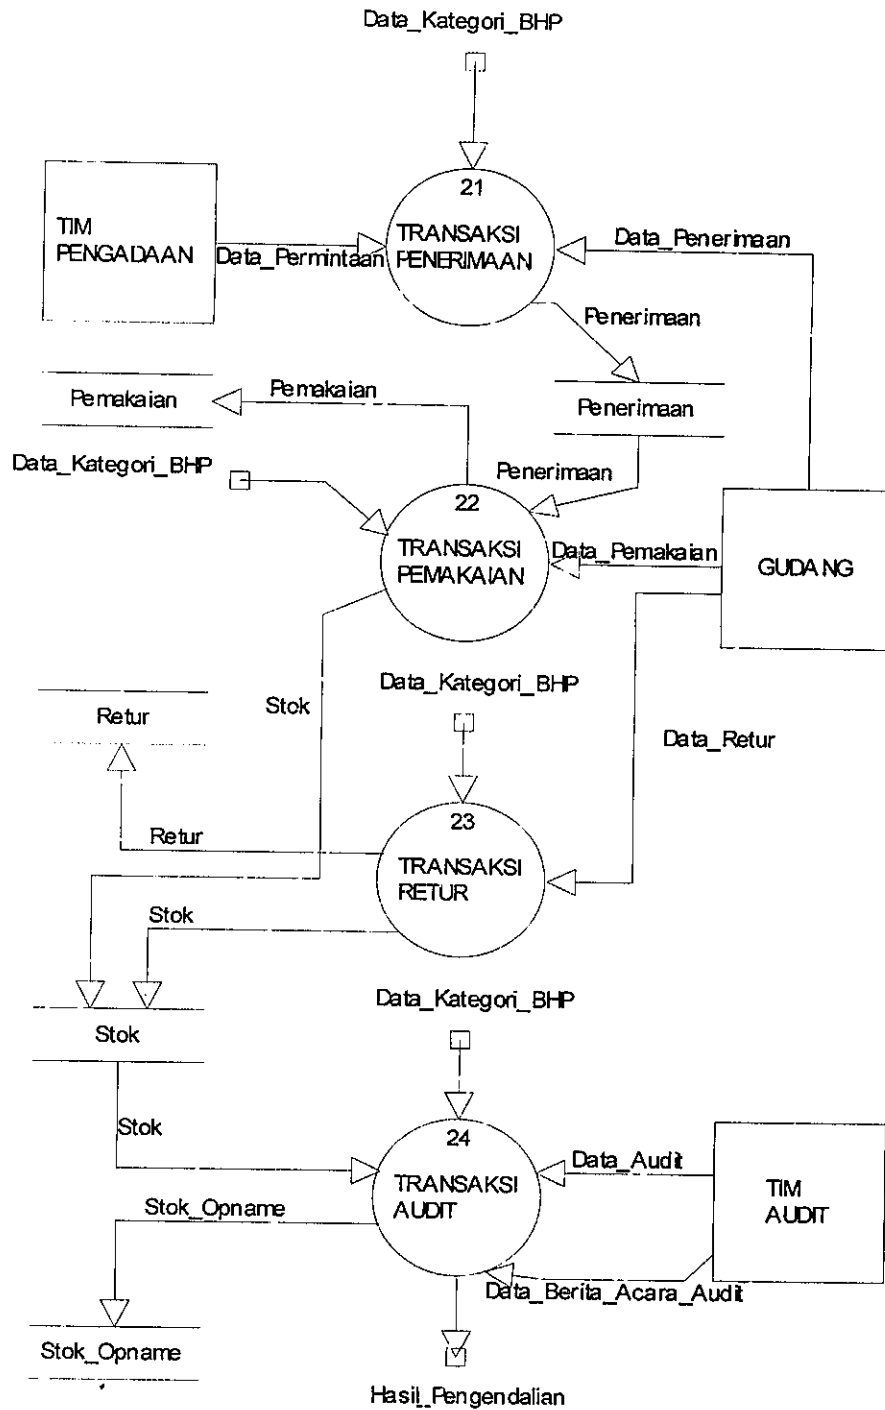 Data_Kategori_BHP
21
TIM
PENGADAAN
Data_Permintaan
TRANSAKSI
PENERIMAAN
Data_Penerimaan
Penerimaan
Pemakaian
Pemakaian
Penerimaan
Data_Kategori_BHP
Penerimaan
22
TRANSAKSI
PEMAKAIAN
Data_Pemakaian
GUDANG
Data_Kategori_BHP
Stok
Retur
Data_Retur
23
Retur
TRANSAKSI
RETUR
Stok
Data_Kategori_BHP
Stok
24
Stok
TRANSAKSI
AUDIT
Data_Audit
TIM
AUDIT
Stok_Opname
Data_Berita_Acara_Audit
Stok_Opname
Hasil_Pengendalian